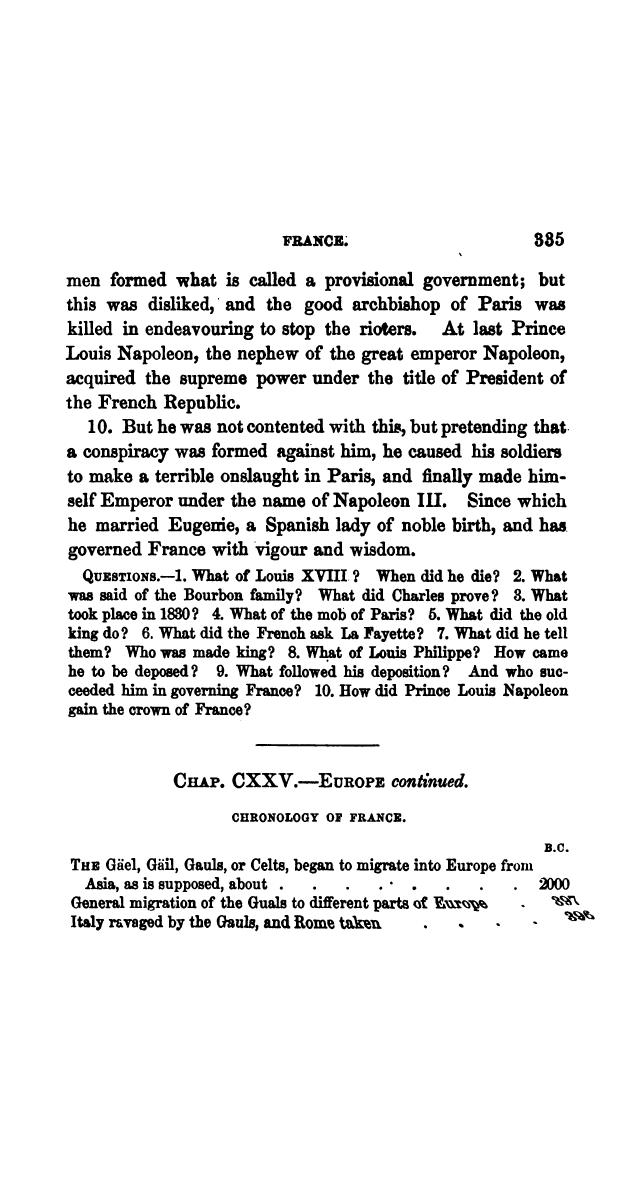 FRANCE. 335
men formed what is called a provisional government; but
this was disliked, and the good archbishop of Paris was
killed in endeavouring to stop the rioters. At last Prince
Louis Napoleon, the nephew of the great emperor Napoleon,
acquired the supreme power under the title of President of
the French Republic.
10. But he was not contented with this, but pretending that
a conspiracy was formed against him, he caused his soldiers
to make a terrible onslaught in Paris, and finally made him-
self Emperor under the name of Napoleon III. Since which
he married Eugenie, a Spanish lady of noble birth, and has
governed France with vigour and wisdom.
QUESTIONS.—1. What of Louis XVIII? When did he die? 2. What
was said of the Bourbon family? What did Charles prove? 3. What
took place in 1830? 4. What of the mob of Paris? 5. What did the old
king do? 6. What did the French ask La Fayette? 7. What did he tell
them? Who was made king? 8. What of Louis Philippe? How came
he to be deposed? 9. What followed his deposition? And who suc-
ceeded him in governing France? 10. How did Prince Louis Napoleon
gain the crown of France?
CHAP. CXXV.—EUROPE continued.
CHRONOLOGY OF FRANCE.
B.C.
THE Gäel, Gäil, Gauls, or Celts, began to migrate into Europe from
Asia, as is supposed, about . . . . . . . . 2000
General migration of the Guals to different parts of Europe . 397
Italy ravaged by the Gauls, and Rome taken . . . .